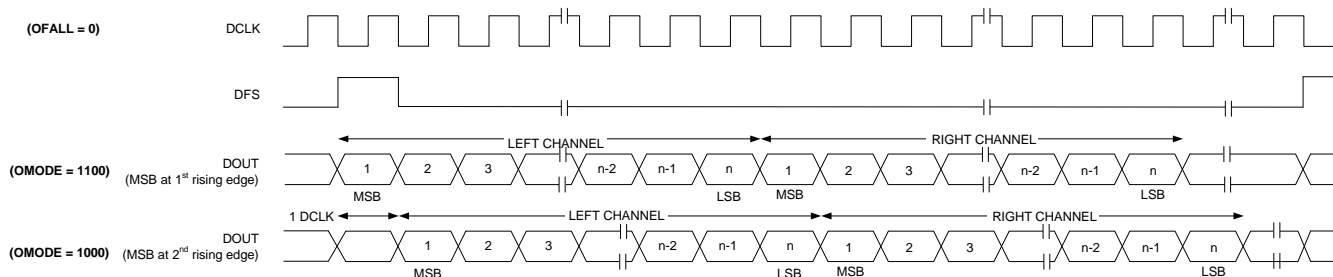 (OFALL = 0) DCLK
DFS
LEFT CHANNEL RIGHT CHANNEL
(OMODE = 1100) DOUT
(MSB at 1st rising edge)
1 2 3 n-2 n-1 n 1 2 3 n-2 n-1 n
MSB LSB MSB LSB
1 DCLK LEFT CHANNEL RIGHT CHANNEL
(OMODE = 1000) DOUT
(MSB at 2nd rising edge)
1 2 3 n-2 n-1 n 1 2 3 n-2 n-1 n
MSB LSB MSB LSB